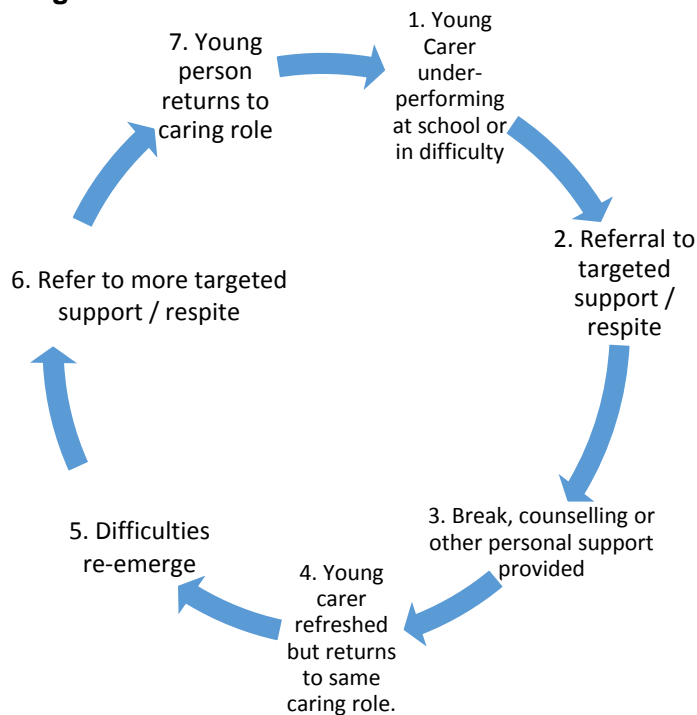 1. Young
Carer
under-
performing
at school or
in difficulty
2. Referral to
targeted
support /
respite
3. Break, counselling or
other personal support
provided
4. Young
carer
refreshed
but returns
to same
caring role.
5. Difficulties
re-emerge
6. Refer to more targeted
support / respite
7. Young
person
returns to
caring role